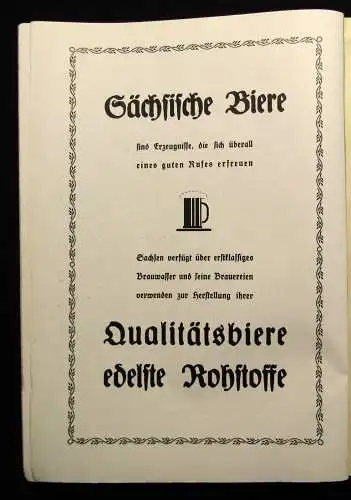 Sächsische Biere
sind Erzeugnisse, die sich überall
eines guten Rufes erfreuen
Sachsen verfügt über erstklassiges
Brauwasser und seine Brauereien
verwenden zur Herstellung ihrer
Qualitätsbiere
edelste Rohstoffe